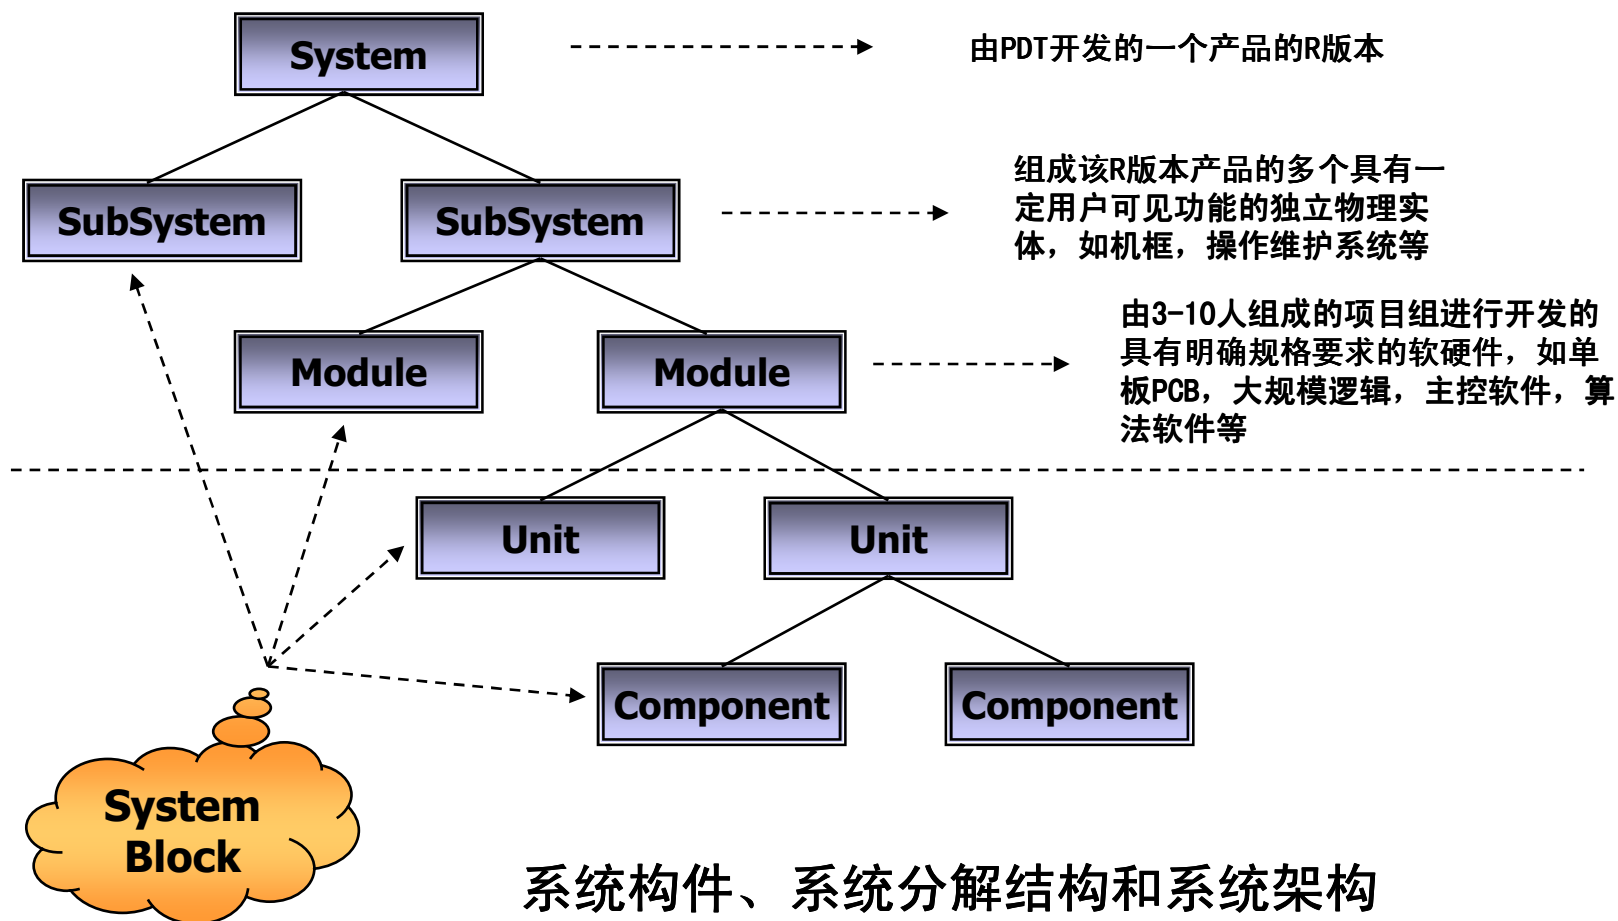 System
由PDT开发的一个产品的R版本
SubSystem
SubSystem
组成该R版本产品的多个具有一
定用户可见功能的独立物理实
体，如机框，操作维护系统等
Module
Module
由3-10人组成的项目组进行开发的
具有明确规格要求的软硬件，如单
板PCB，大规模逻辑，主控软件，算
法软件等
Unit
Unit
Component
Component
System
Block
系统构件、系统分解结构和系统架构